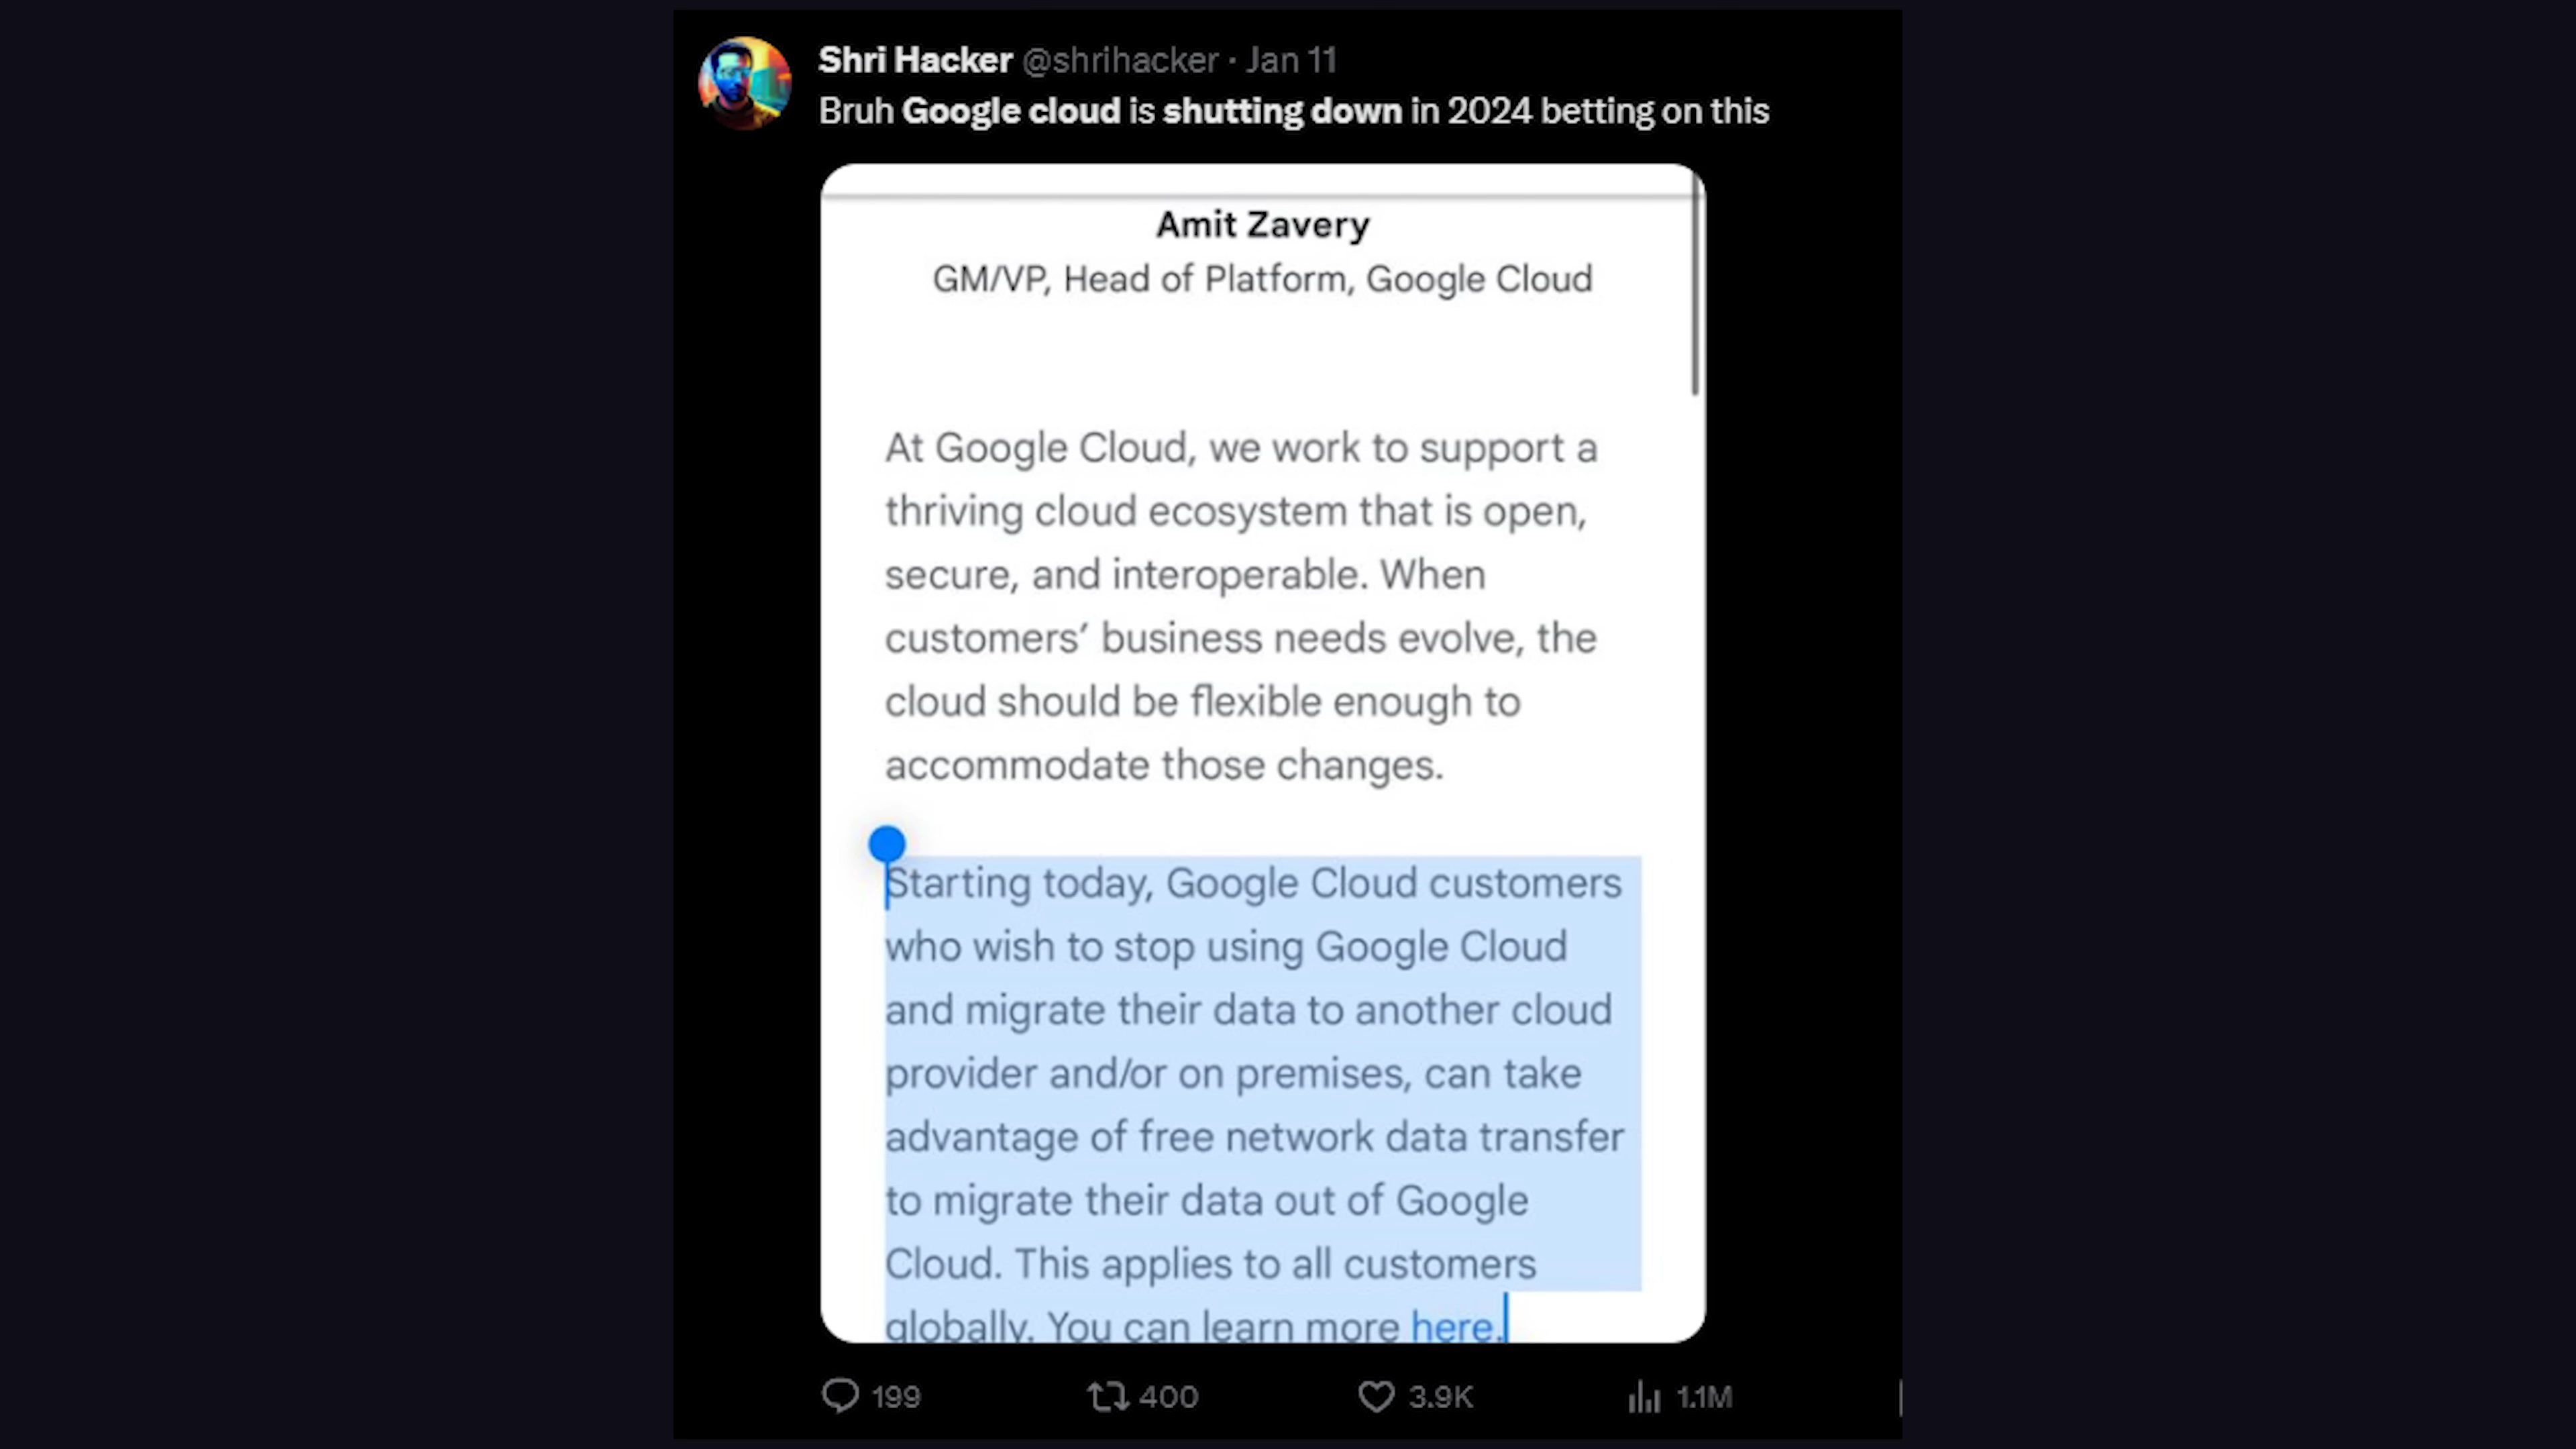 Shri Hacker @shrihacker · Jan 11
Bruh Google cloud is shutting down in 2024 betting on this
Amit Zavery
GM/VP, Head of Platform, Google Cloud
At Google Cloud, we work to support a
thriving cloud ecosystem that is open,
secure, and interoperable. When
customers’ business needs evolve, the
cloud should be flexible enough to
accommodate those changes.
Starting today, Google Cloud customers
who wish to stop using Google Cloud
and migrate their data to another cloud
provider and/or on premises, can take
advantage of free network data transfer
to migrate their data out of Google
Cloud. This applies to all customers
globally. You can learn more here.
199 400 3.9K 1.1M